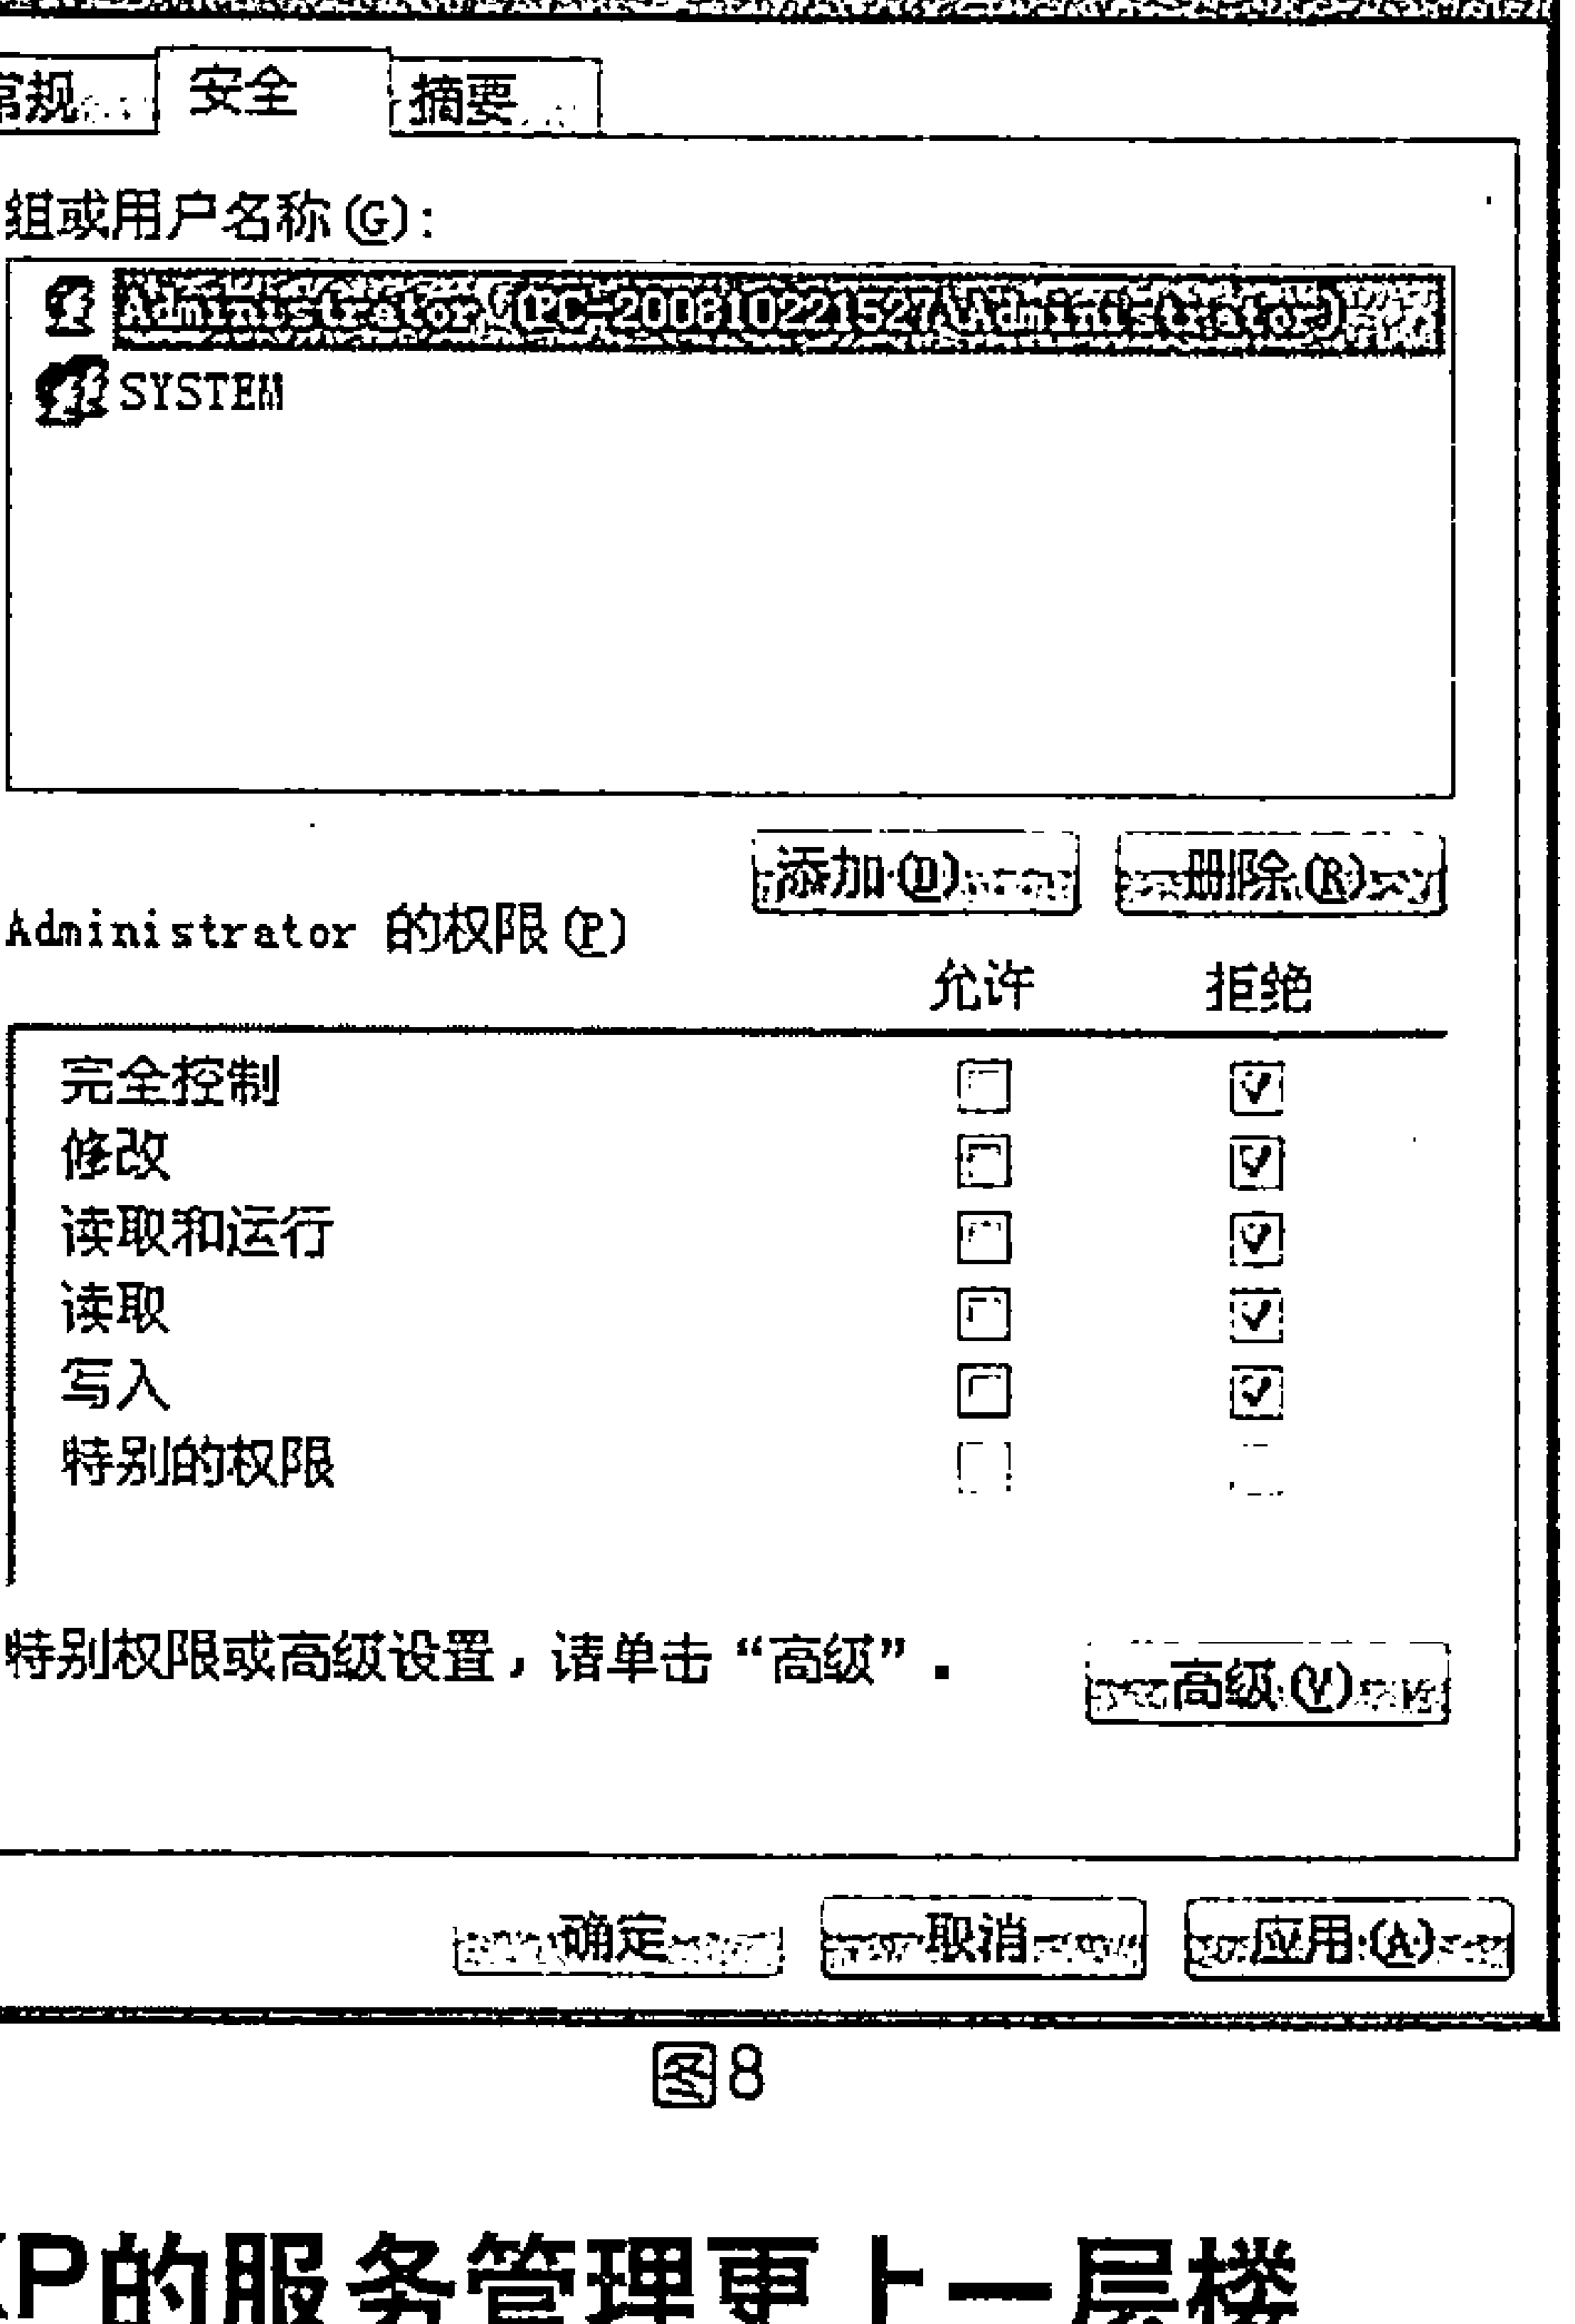 常规 安全 摘要
组或用户名称(G):
Administrator (PC-200810221527\Administrator)
SYSTEM
添加(D)... 删除(R)
Administrator 的权限(P)
允许 拒绝
完全控制
修改
读取和运行
读取
写入
特别的权限
特别权限或高级设置，请单击“高级”.
高级(V)
确定 取消 应用(A)
图8
XP的服务管理更上一层楼